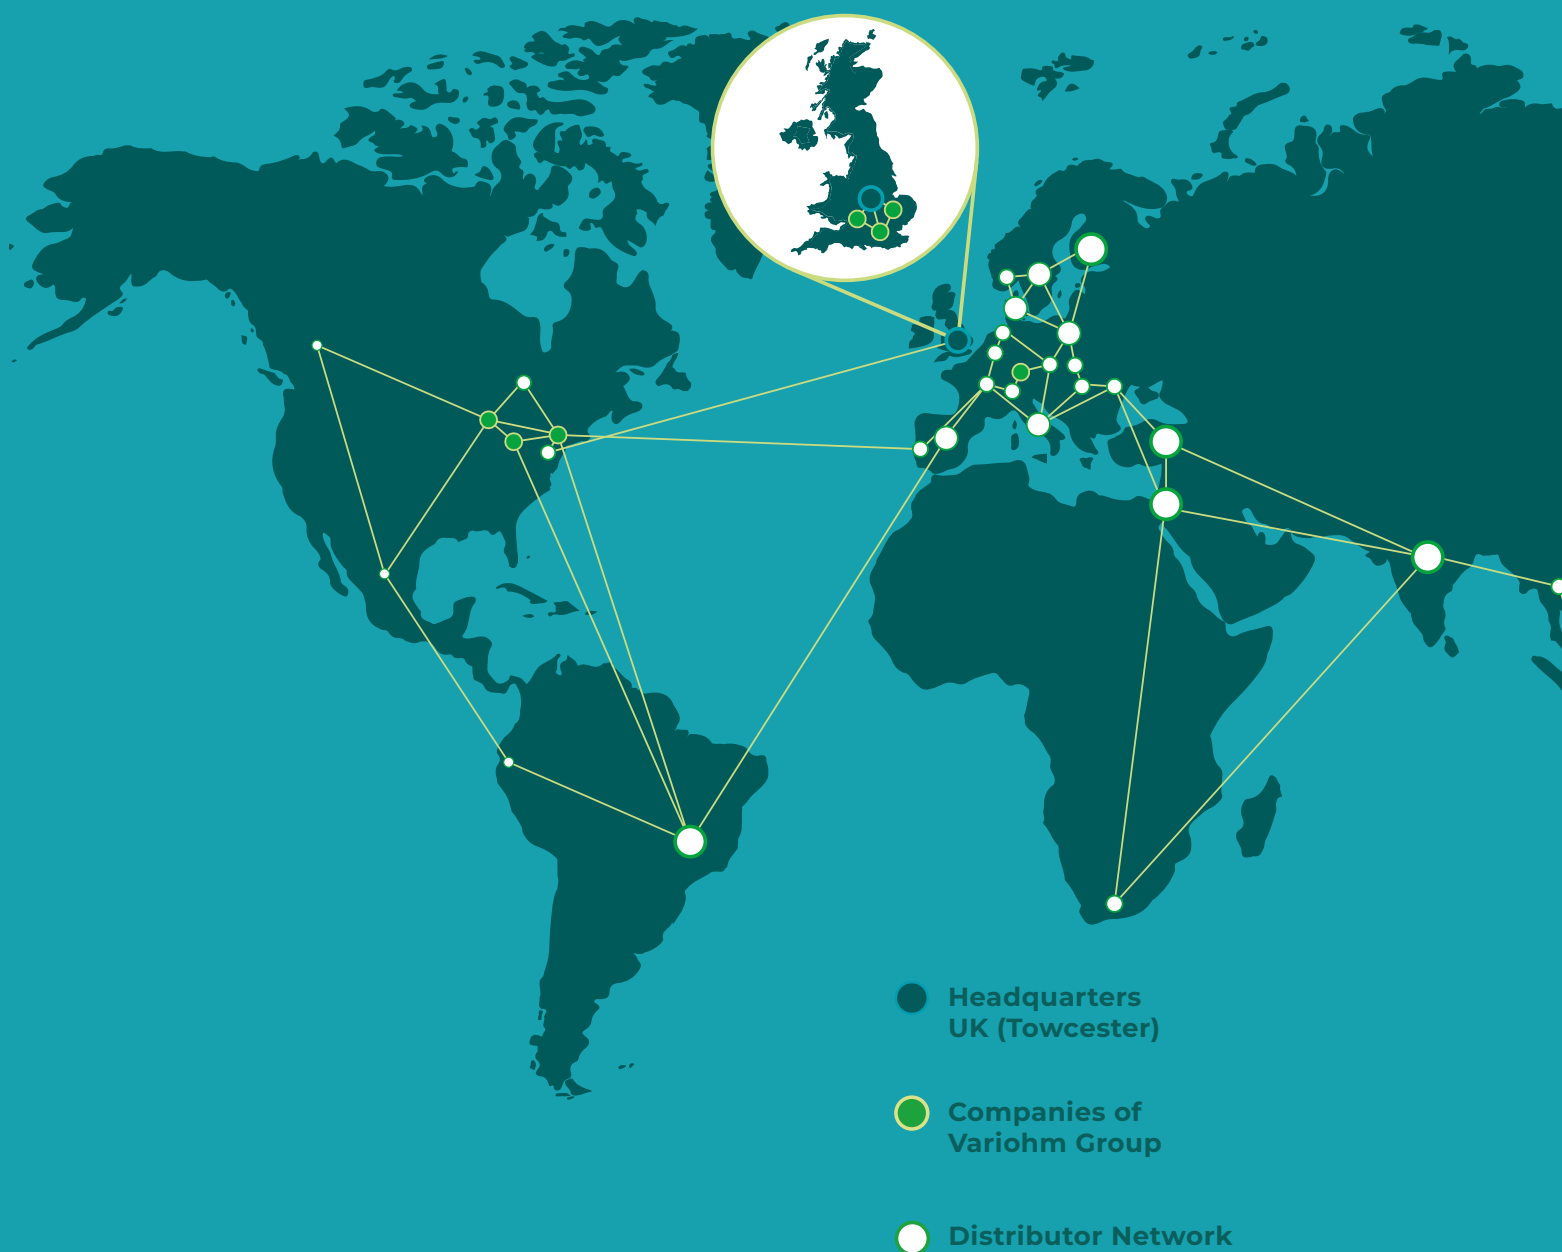 Headquarters
UK (Towcester)
Companies of
Variohm Group
Distributor Network